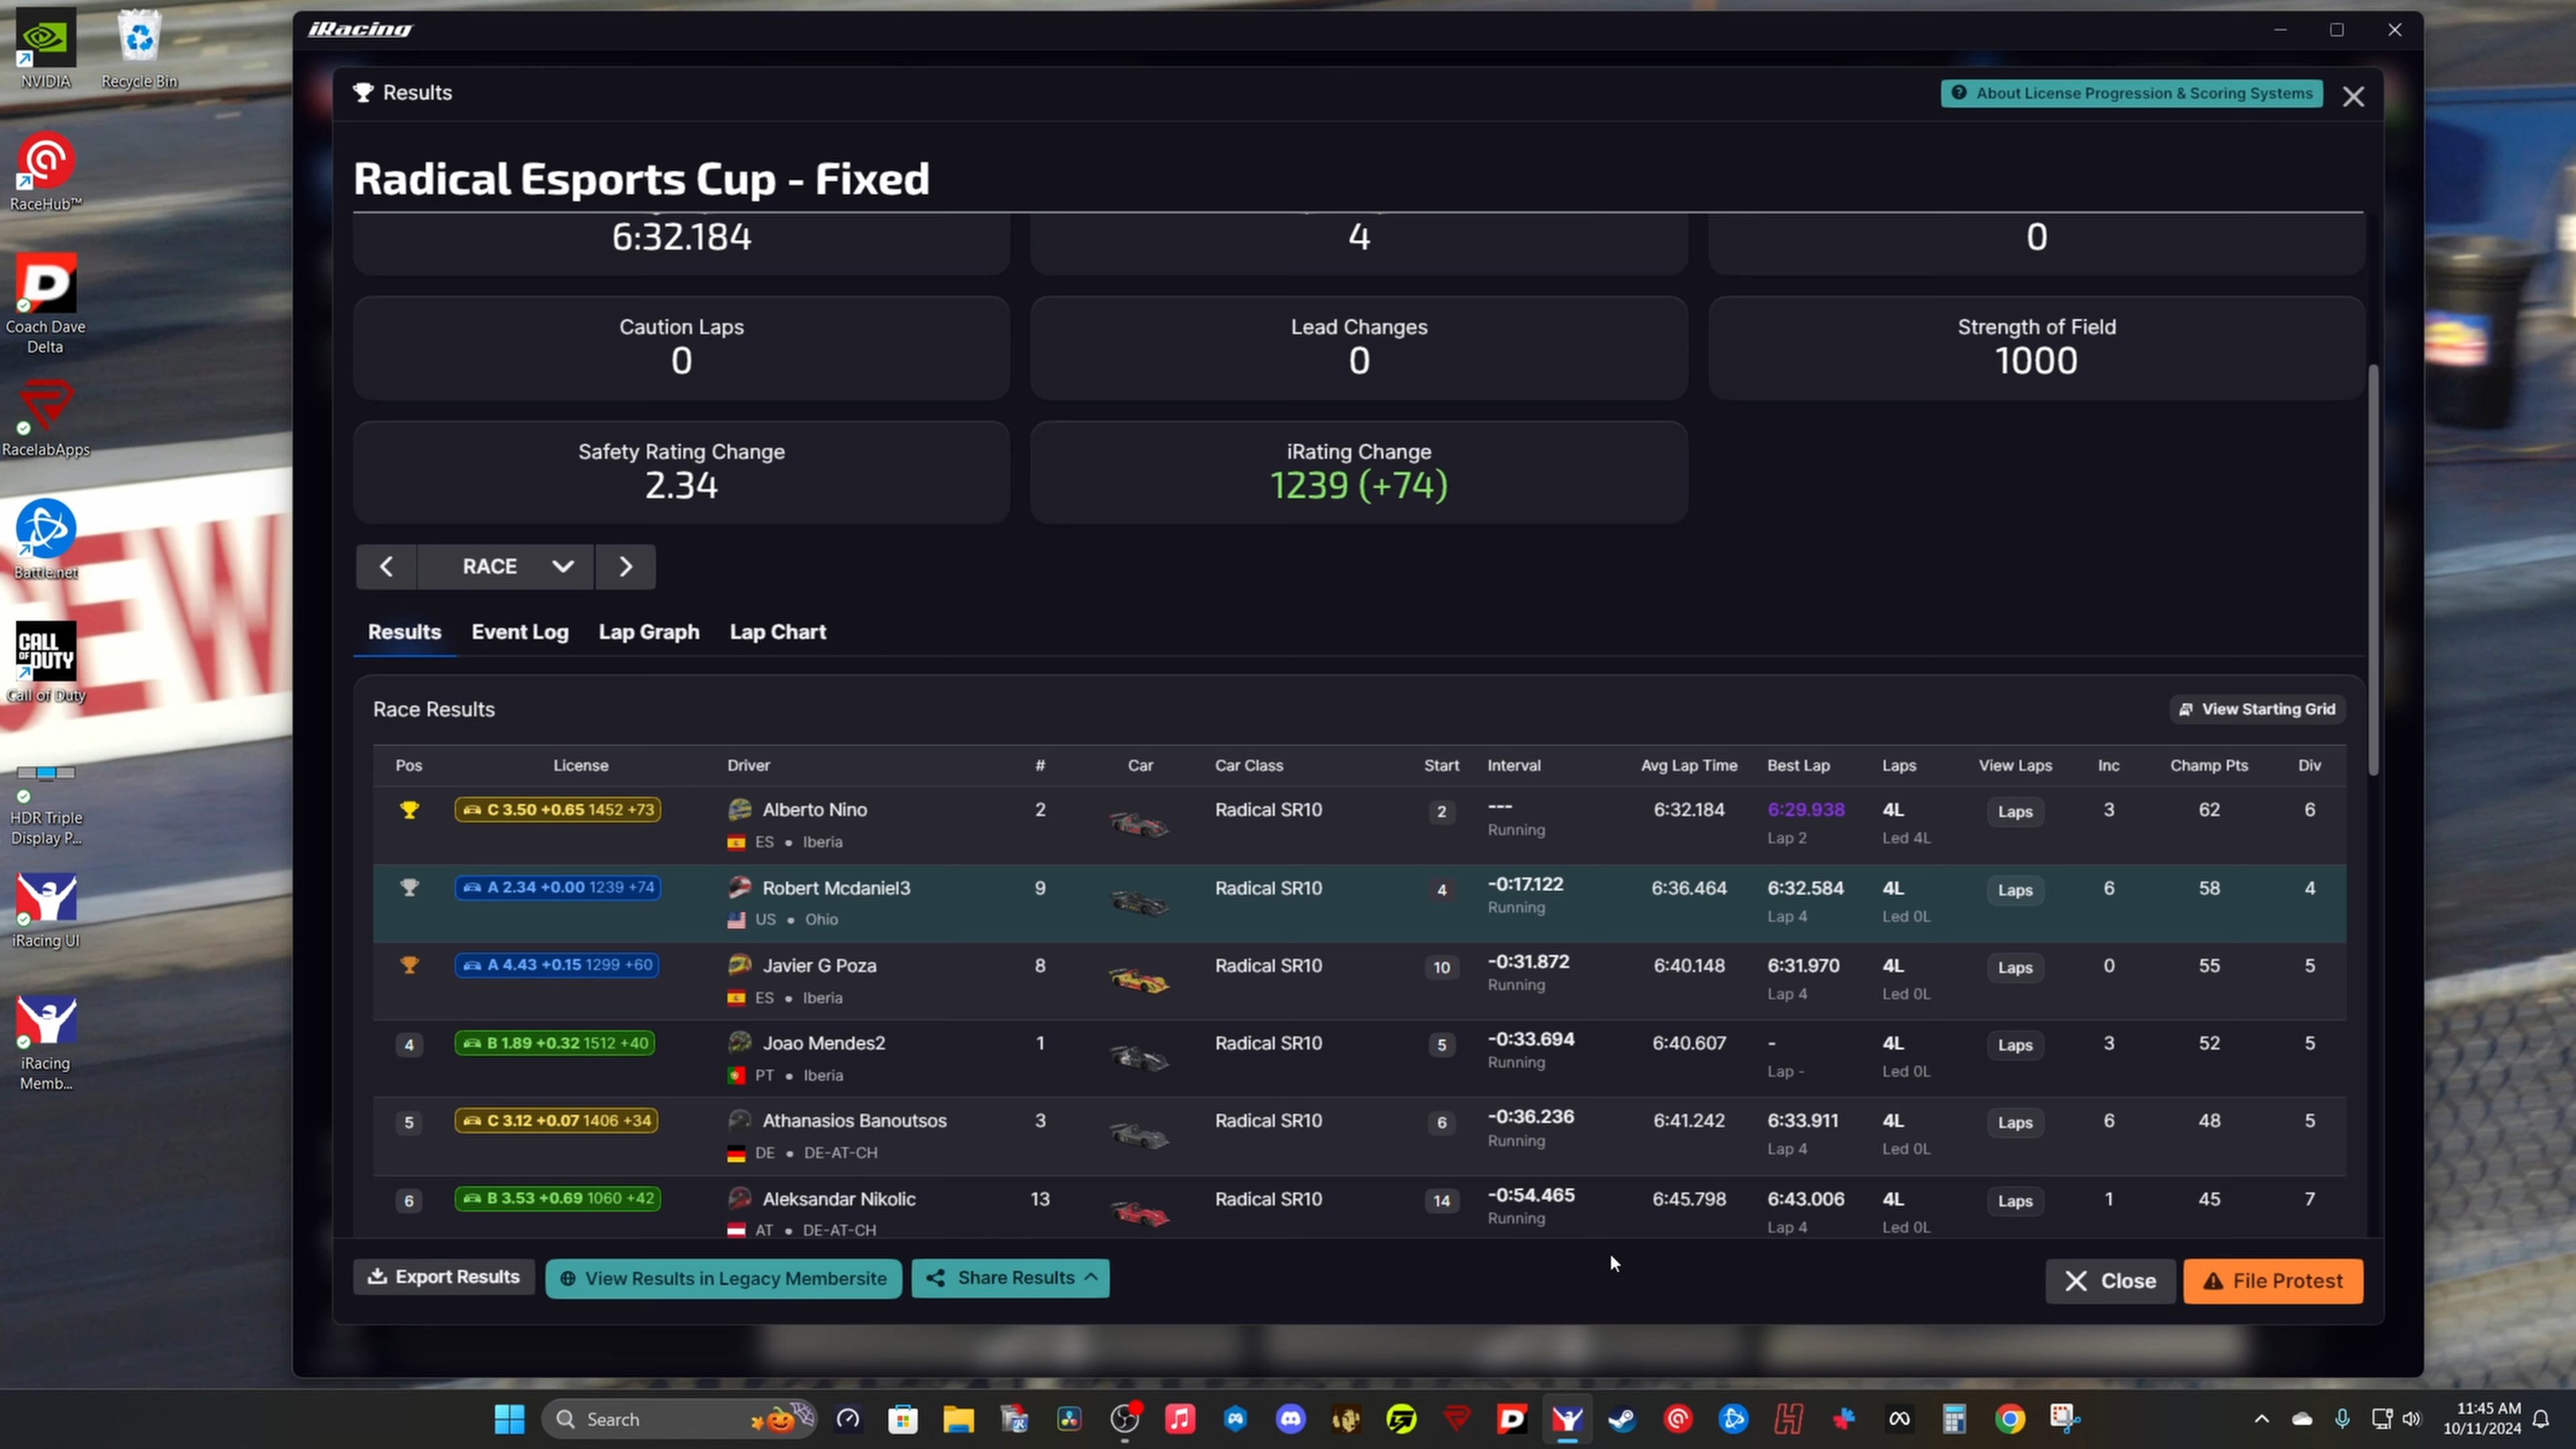 iRacing
NVIDIA
Recycle Bin
RaceHub™
Coach Dave
Delta
RacelabApps
Battle.net
CALL OF DUTY
Call of Duty
HDR Triple
Display P...
iRacing UI
iRacing
Memb...
Results
About License Progression & Scoring Systems
Radical Esports Cup - Fixed
6:32.184
4
0
Caution Laps
0
Lead Changes
0
Strength of Field
1000
Safety Rating Change
2.34
iRating Change
1239 (+74)
RACE
Results Event Log Lap Graph Lap Chart
Race Results
View Starting Grid
Pos License Driver # Car Car Class Start Interval Avg Lap Time Best Lap Laps View Laps Inc Champ Pts Div
C 3.50 +0.65 1452 +73 Alberto Nino 2 Radical SR10 2 --- 6:32.184 6:29.938 4L Laps 3 62 6
ES • Iberia Running Lap 2 Led 4L
A 2.34 +0.00 1239 +74 Robert Mcdaniel3 9 Radical SR10 4 -0:17.122 6:36.464 6:32.584 4L Laps 6 58 4
US • Ohio Running Lap 4 Led 0L
A 4.43 +0.15 1299 +60 Javier G Poza 8 Radical SR10 10 -0:31.872 6:40.148 6:31.970 4L Laps 0 55 5
ES • Iberia Running Lap 4 Led 0L
4 B 1.89 +0.32 1512 +40 Joao Mendes2 1 Radical SR10 5 -0:33.694 6:40.607 - 4L Laps 3 52 5
PT • Iberia Running Lap - Led 0L
5 C 3.12 +0.07 1406 +34 Athanasios Banoutsos 3 Radical SR10 6 -0:36.236 6:41.242 6:33.911 4L Laps 6 48 5
DE • DE-AT-CH Running Lap 4 Led 0L
6 B 3.53 +0.69 1060 +42 Aleksandar Nikolic 13 Radical SR10 14 -0:54.465 6:45.798 6:43.006 4L Laps 1 45 7
AT • DE-AT-CH Running Lap 4 Led 0L
Export Results
View Results in Legacy Membersite
Share Results
Close
File Protest
Search
11:45 AM
10/11/2024